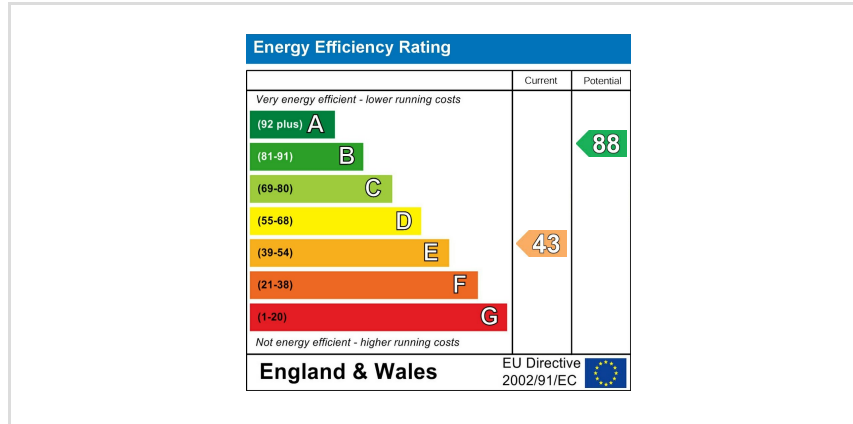 Energy Efficiency Rating
Current Potential
Very energy efficient - lower running costs
(92 plus) A
(81-91) B
88
(69-80) C
(55-68) D
(39-54) E
43
(21-38) F
(1-20) G
Not energy efficient - higher running costs
England & Wales
EU Directive
2002/91/EC